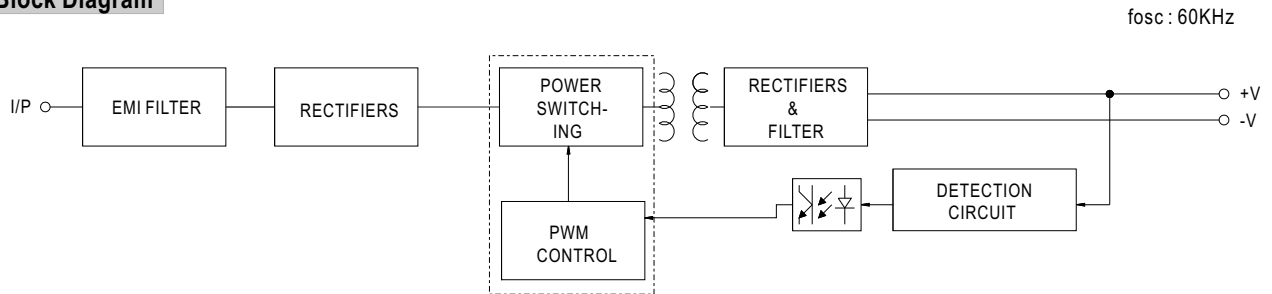 Block Diagram
fosc : 60KHz
I/P
EMI FILTER
RECTIFIERS
POWER
SWITCH-
ING
RECTIFIERS
&
FILTER
+V
-V
DETECTION
CIRCUIT
PWM
CONTROL